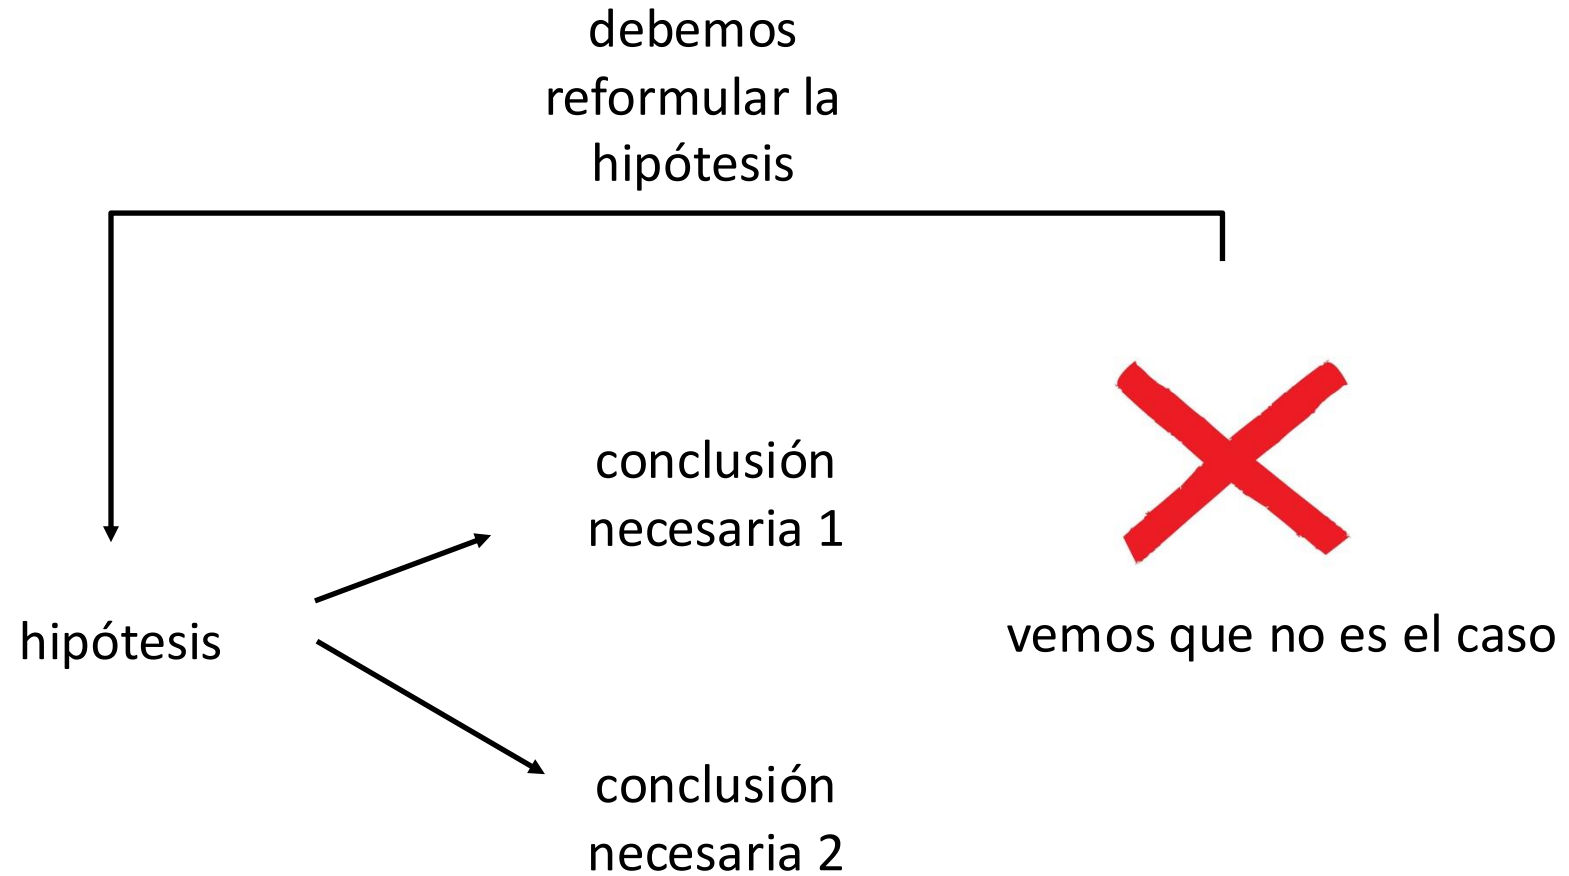 debemos
reformular la
hipótesis
conclusión
necesaria 1
hipótesis
vemos que no es el caso
conclusión
necesaria 2